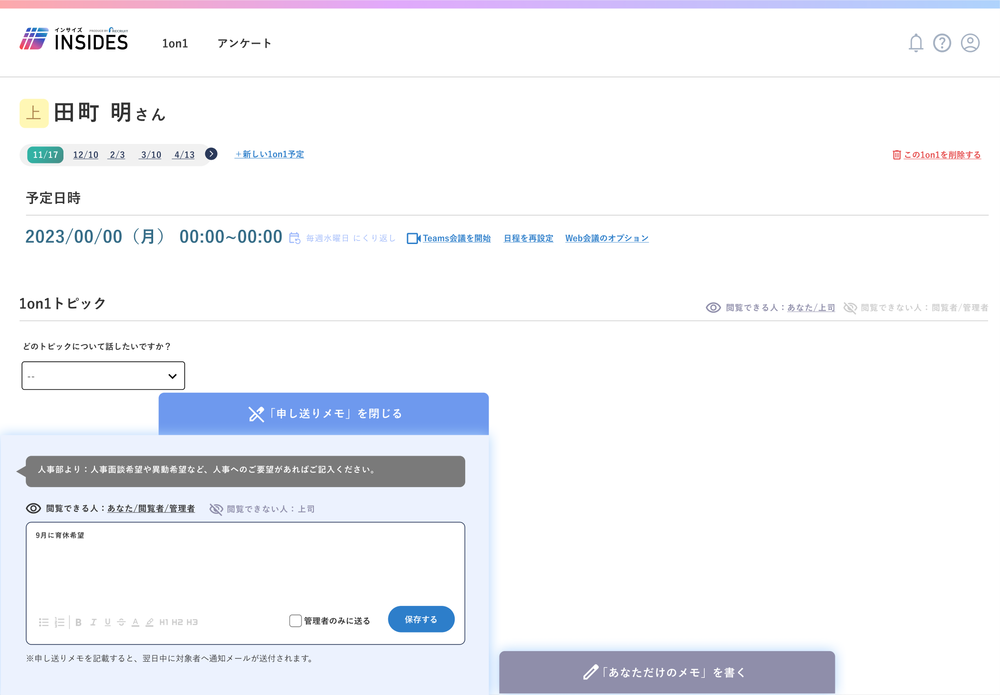 インサイズ PRODUCE BY RECRUIT
INSIDES
1on1 アンケート
上 田町 明さん
11/17 12/10 2/3 3/10 4/13 ＋新しい1on1予定 この1on1を削除する
予定日時
2023/00/00（月） 00:00~00:00 毎週水曜日 にくり返し Teams会議を開始 日程を再設定 Web会議のオプション
1on1トピック 閲覧できる人：あなた/上司 閲覧できない人：閲覧者/管理者
どのトピックについて話したいですか？
--
「申し送りメモ」を閉じる
人事部より：人事面談希望や異動希望など、人事へのご要望があればご記入ください。
閲覧できる人：あなた/閲覧者/管理者 閲覧できない人：上司
9月に育休希望
B I U S A H1 H2 H3 管理者のみに送る 保存する
※申し送りメモを記載すると、翌日中に対象者へ通知メールが送付されます。
「あなただけのメモ」を書く